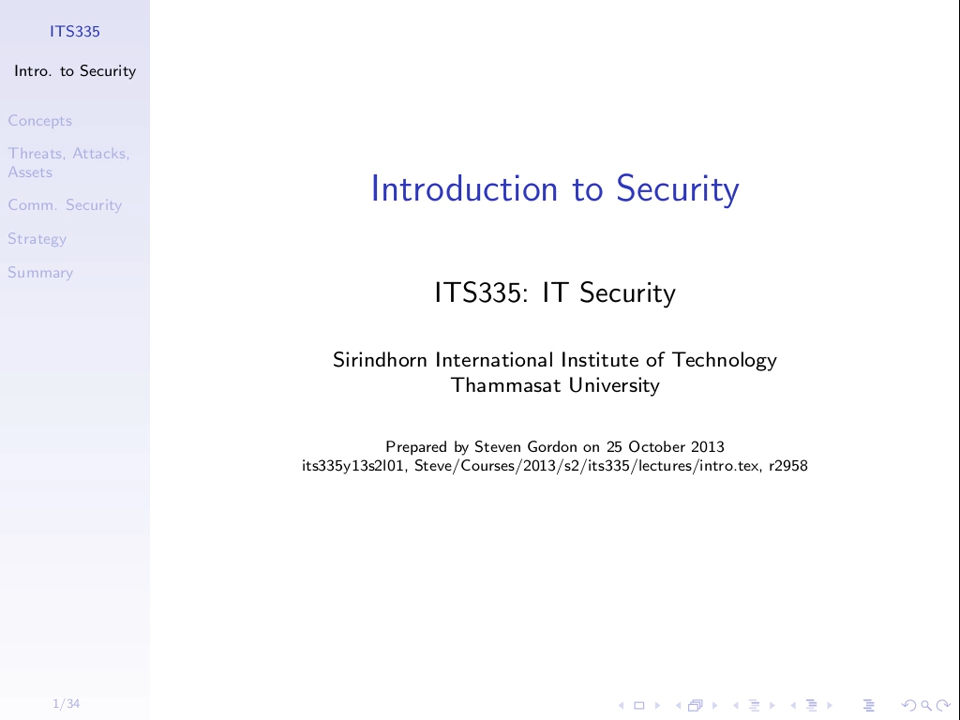 ITS335
Intro. to Security
Concepts
Threats, Attacks,
Assets
Comm. Security
Strategy
Summary
Introduction to Security
ITS335: IT Security
Sirindhorn International Institute of Technology
Thammasat University
Prepared by Steven Gordon on 25 October 2013
its335y13s2l01, Steve/Courses/2013/s2/its335/lectures/intro.tex, r2958
1/34